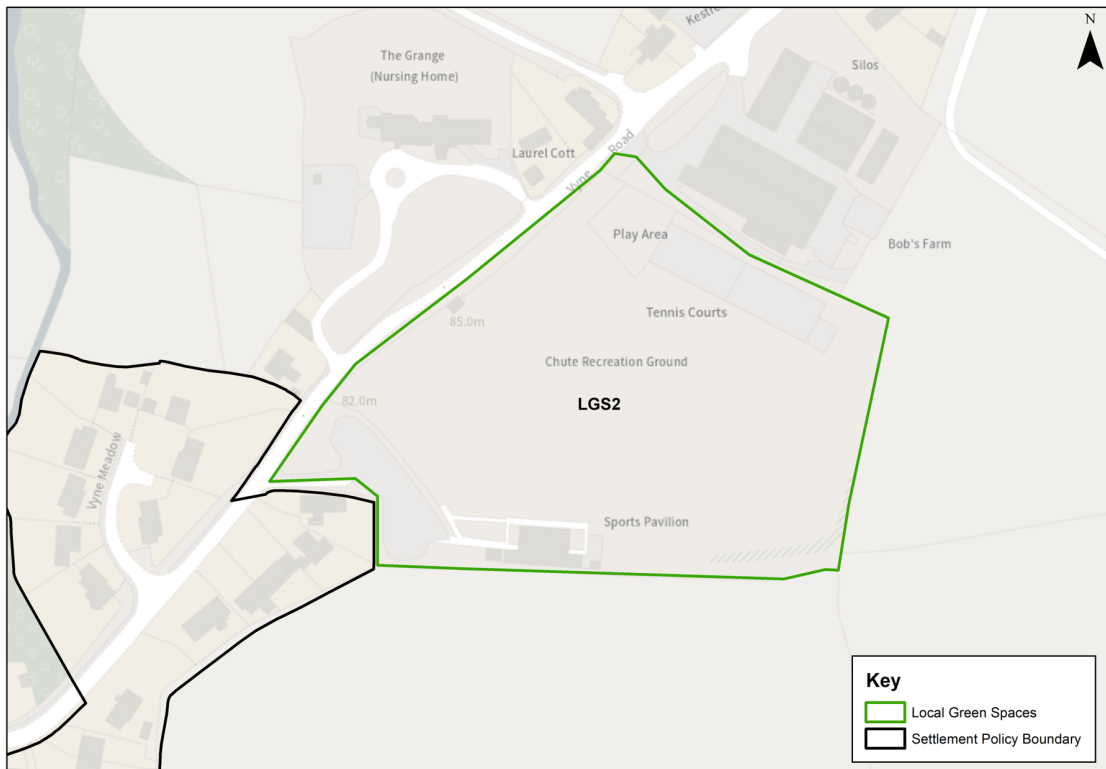 Kestre
N
The Grange
(Nursing Home)
Silos
Laurel Cott
Vyne Road
Play Area
Bob's Farm
85.0m
Tennis Courts
Chute Recreation Ground
82.0m
LGS2
Vyne Meadow
Sports Pavilion
Key
Local Green Spaces
Settlement Policy Boundary